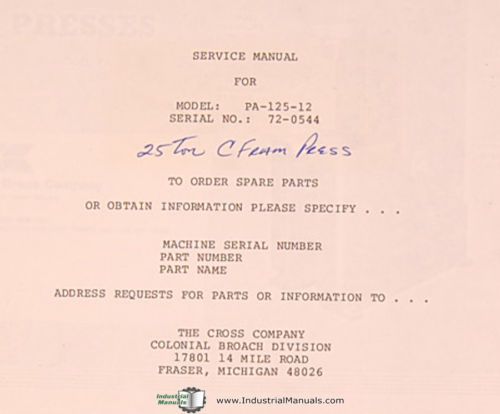 PRESSES
SERVICE MANUAL
FOR
MODEL: PA-125-12
SERIAL NO.: 72-0544
25 Ton C Fram Press
TO ORDER SPARE PARTS
OR OBTAIN INFORMATION PLEASE SPECIFY . . .
MACHINE SERIAL NUMBER
PART NUMBER
PART NAME
ADDRESS REQUESTS FOR PARTS OR INFORMATION TO . . .
THE CROSS COMPANY
COLONIAL BROACH DIVISION
17801 14 MILE ROAD
FRASER, MICHIGAN 48026
Industrial
Manuals
www.IndustrialManuals.com